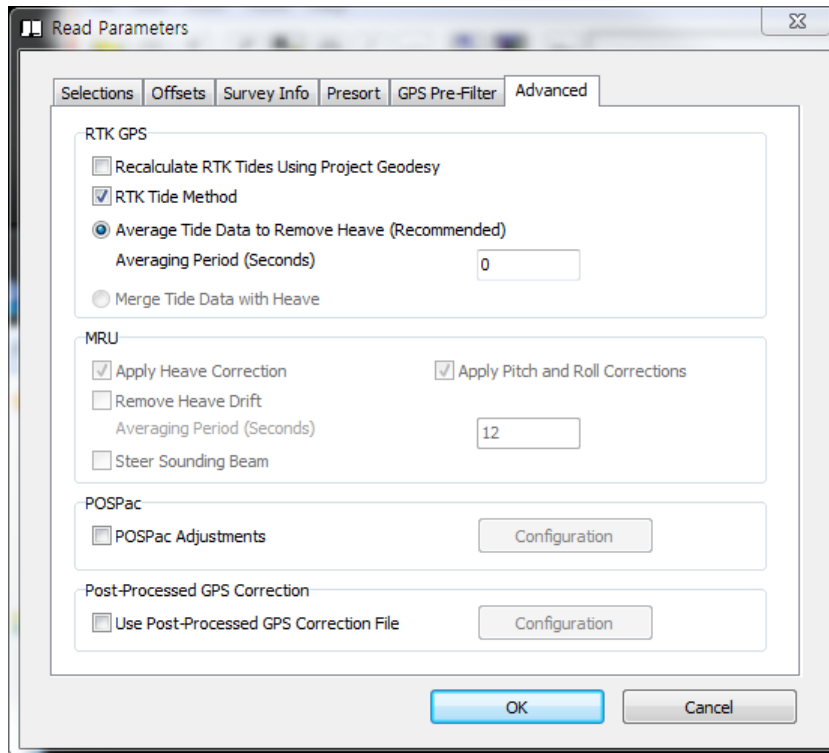 Read Parameters
Selections Offsets Survey Info Presort GPS Pre-Filter Advanced
RTK GPS
Recalculate RTK Tides Using Project Geodesy
RTK Tide Method
Average Tide Data to Remove Heave (Recommended)
Averaging Period (Seconds) 0
Merge Tide Data with Heave
MRU
Apply Heave Correction Apply Pitch and Roll Corrections
Remove Heave Drift
Averaging Period (Seconds) 12
Steer Sounding Beam
POSPac
POSPac Adjustments Configuration
Post-Processed GPS Correction
Use Post-Processed GPS Correction File Configuration
OK Cancel